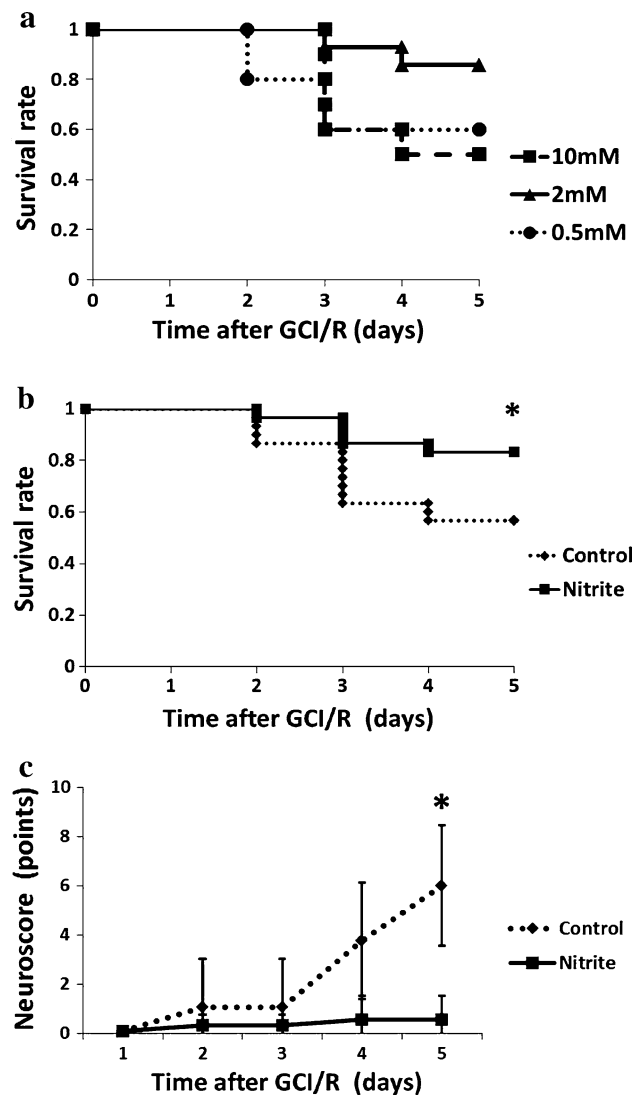 a
Survival rate
1
0.8
0.6
0.4
0.2
0
0 1 2 3 4 5
Time after GCI/R (days)
10mM
2mM
0.5mM
b
Survival rate
1
0.8
0.6
0.4
0.2
0
0 1 2 3 4 5
Time after GCI/R (days)
*
Control
Nitrite
c
Neuroscore (points)
10
8
6
4
2
0
1 2 3 4 5
Time after GCI/R (days)
*
Control
Nitrite